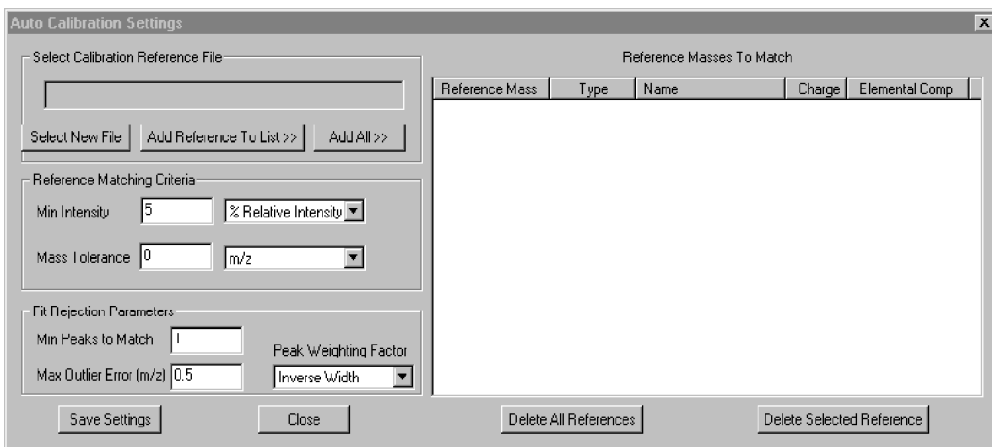 Auto Calibration Settings
Select Calibration Reference File
Select New File
Add Reference To List >>
Add All >>
Reference Matching Criteria
Min Intensity 5 % Relative Intensity
Mass Tolerance 0 m/z
Fit Rejection Parameters
Min Peaks to Match 1
Peak Weighting Factor
Max Outlier Error (m/z) 0.5 Inverse Width
Reference Masses To Match
Reference Mass Type Name Charge Elemental Comp
Save Settings Close Delete All References Delete Selected Reference